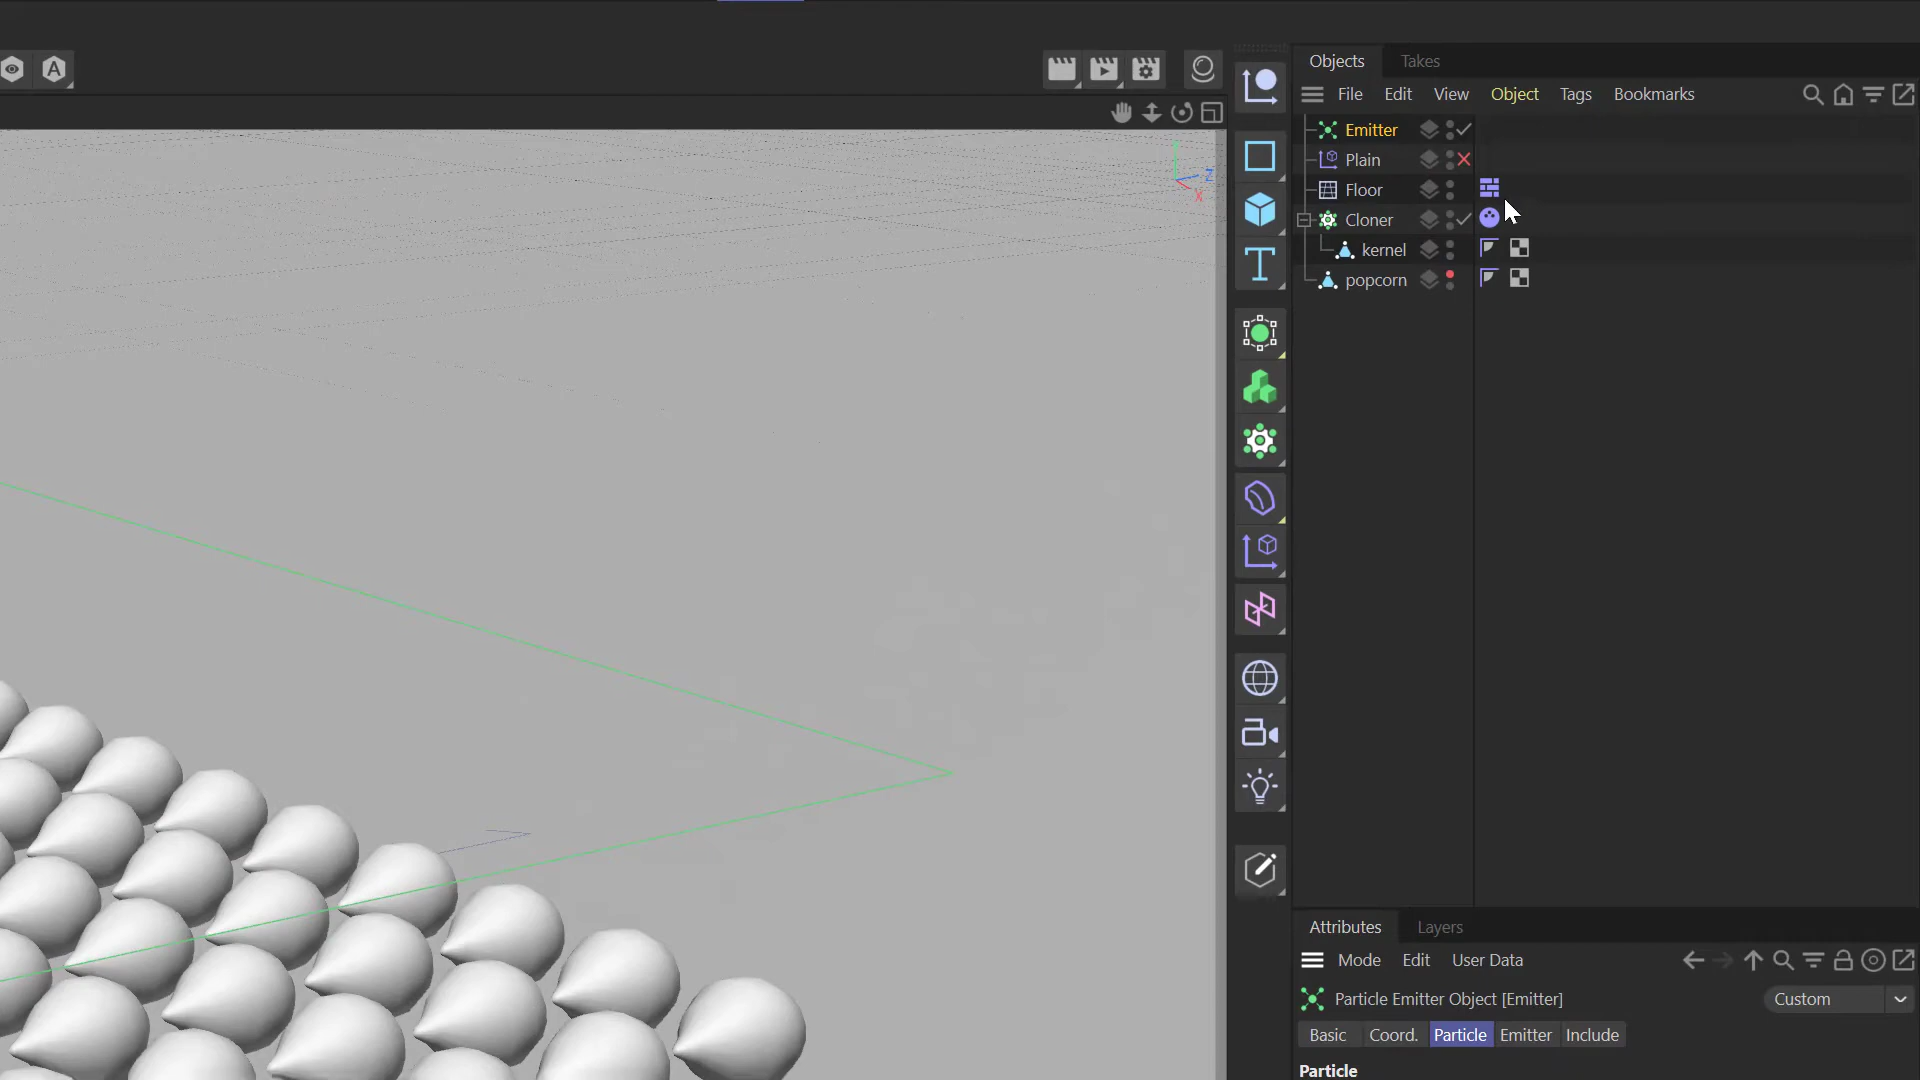 Objects Takes
File Edit View Object Tags Bookmarks
Emitter
Plain
Floor
Cloner
kernel
popcorn
Z
X
Attributes Layers
Mode Edit User Data
Particle Emitter Object [Emitter] Custom
Basic Coord. Particle Emitter Include
Particle